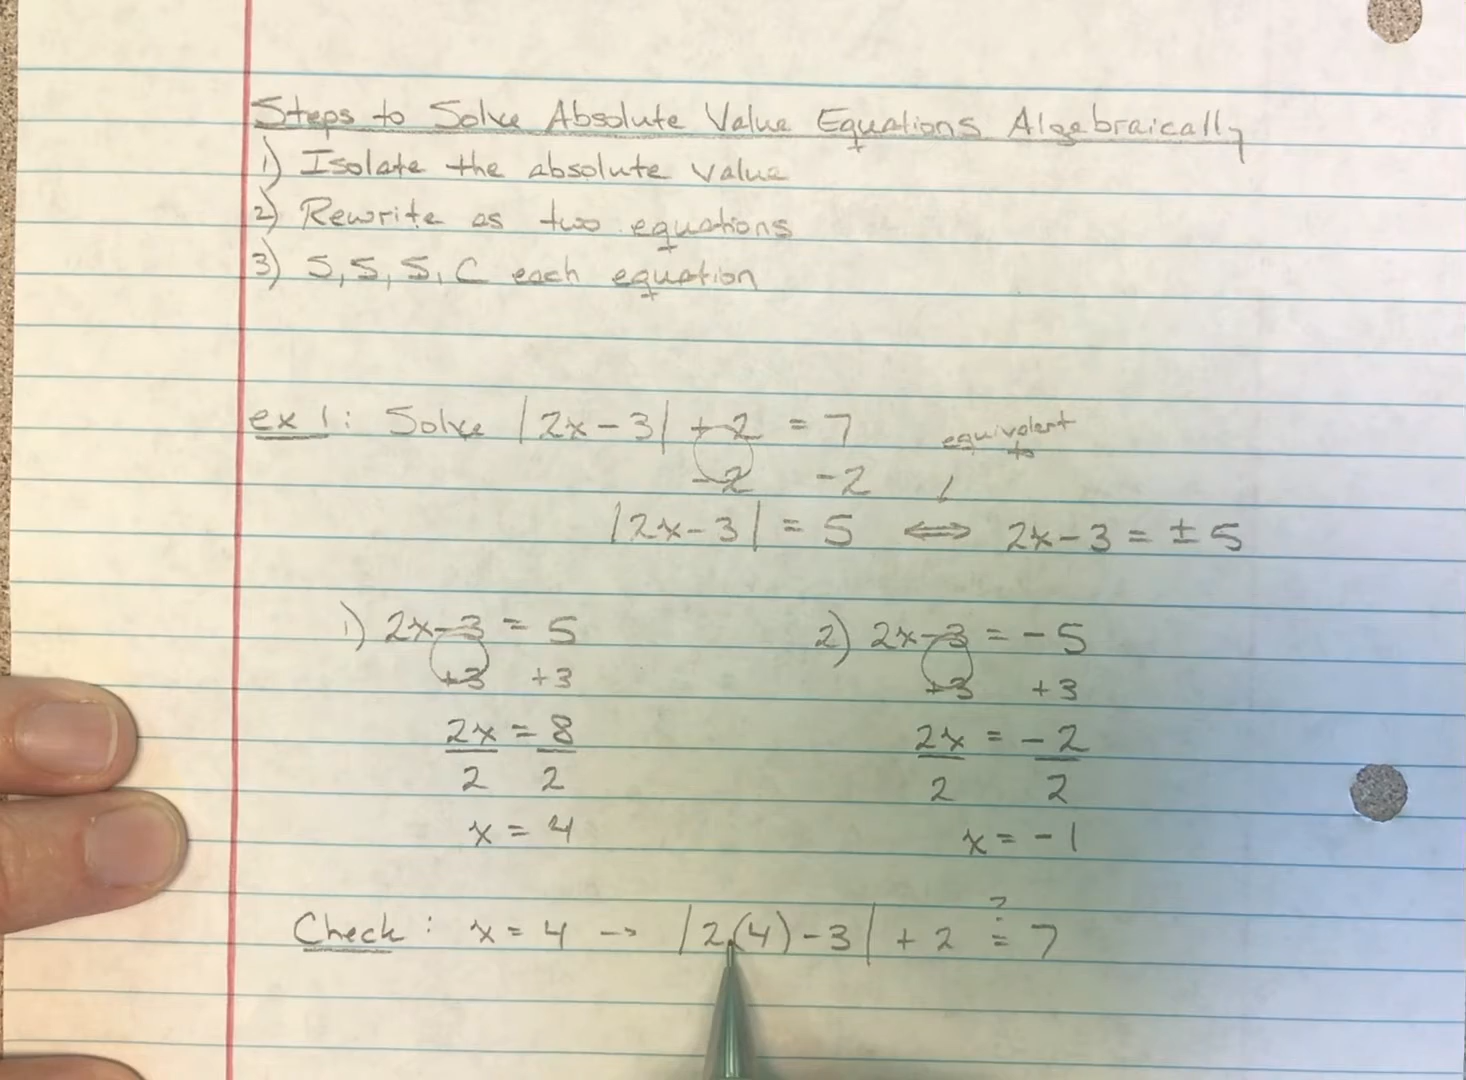 Steps to Solve Absolute Value Equations Algebraically
1) Isolate the absolute value
2) Rewrite as two equations
3) S, S, S, C each equation
ex 1: Solve |2x-3| + 2 = 7
equivalent
to
-2 -2
|2x-3| = 5 ⟺ 2x-3 = ±5
1) 2x-3 = 5 2) 2x-3 = -5
+3 +3 +3 +3
2x = 8 2x = -2
2 2 2 2
x = 4 x = -1
Check: x = 4 → |2(4)-3| + 2 ≟ 7